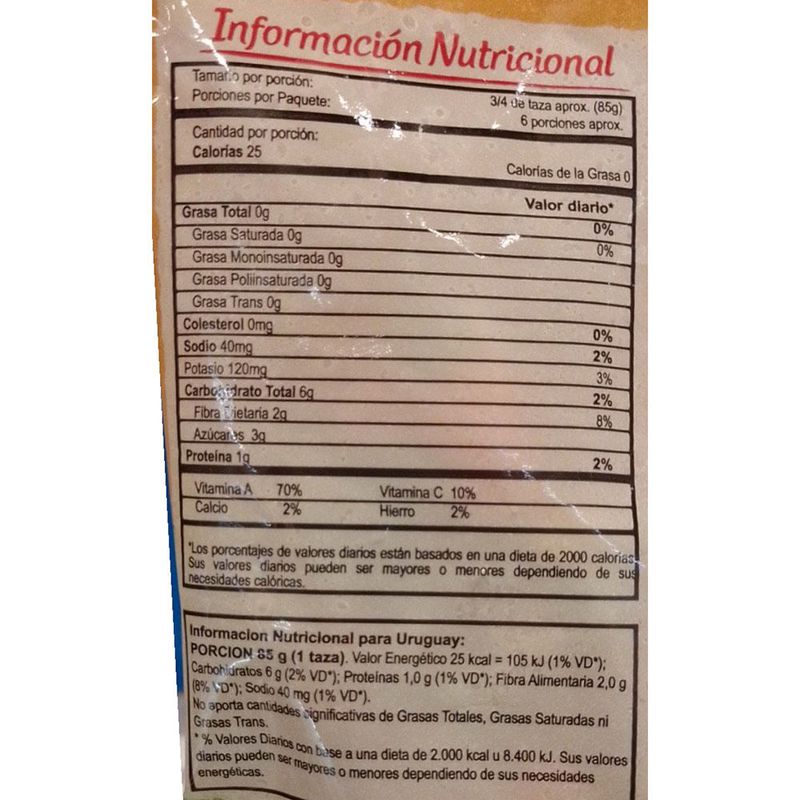 Información Nutricional
Tamaño por porción: 3/4 de taza aprox. (85g)
Porciones por Paquete: 6 porciones aprox.
Cantidad por porción:
Calorías 25 Calorías de la Grasa 0
Valor diario*
Grasa Total 0g 0%
Grasa Saturada 0g 0%
Grasa Monoinsaturada 0g
Grasa Poliinsaturada 0g
Grasa Trans 0g
Colesterol 0mg 0%
Sodio 40mg 2%
Potasio 120mg 3%
Carbohidrato Total 6g 2%
Fibra Dietaria 2g 8%
Azúcares 3g
Proteína 1g 2%
Vitamina A 70% Vitamina C 10%
Calcio 2% Hierro 2%
*Los porcentajes de valores diarios están basados en una dieta de 2000 calorías
Sus valores diarios pueden ser mayores o menores dependiendo de sus
necesidades calóricas.
Informacion Nutricional para Uruguay:
PORCION 85 g (1 taza). Valor Energético 25 kcal = 105 kJ (1% VD*);
Carbohidratos 6 g (2% VD*); Proteínas 1,0 g (1% VD*); Fibra Alimentaria 2,0 g
(8% VD*); Sodio 40 mg (1% VD*).
No aporta cantidades significativas de Grasas Totales, Grasas Saturadas ni
Grasas Trans.
* % Valores Diarios con base a una dieta de 2.000 kcal u 8.400 kJ. Sus valores
diarios pueden ser mayores o menores dependiendo de sus necesidades
energéticas.